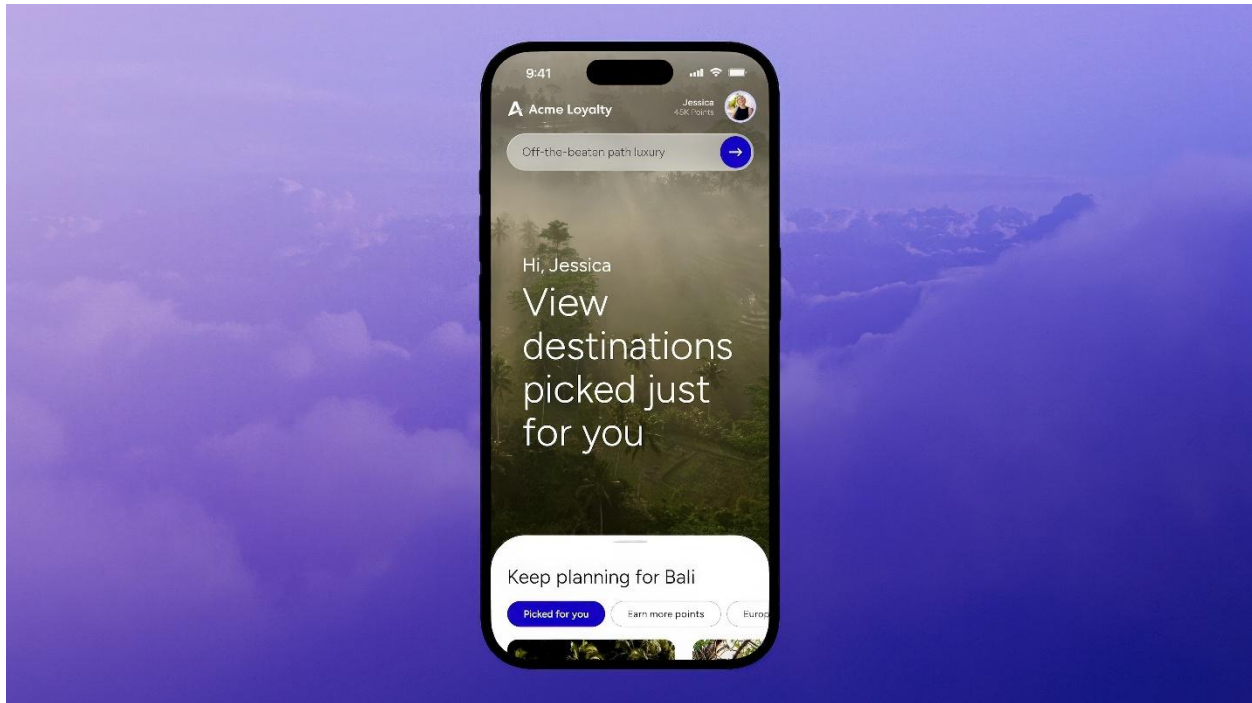 9:41
Acme Loyalty
Jessica
45K Points
Off-the-beaten path luxury
Hi, Jessica
View
destinations
picked just
for you
Keep planning for Bali
Picked for you
Earn more points
Europ